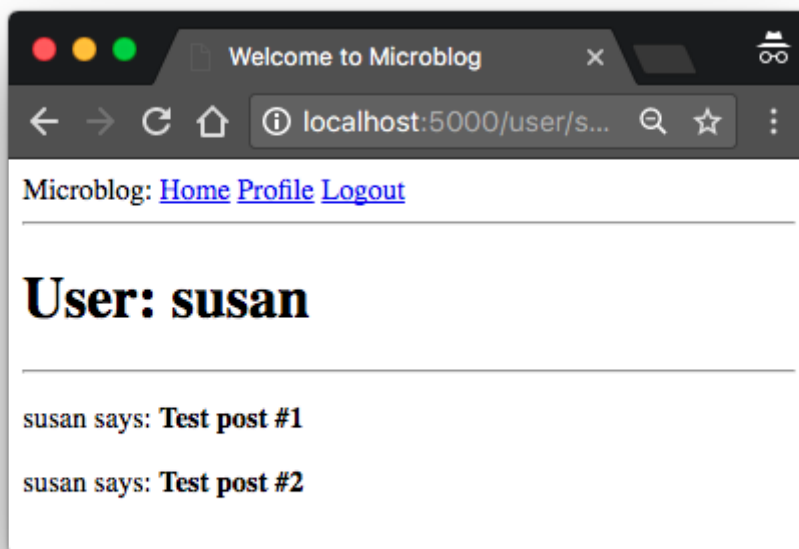 Welcome to Microblog
localhost:5000/user/s...
Microblog: Home Profile Logout
User: susan
susan says: Test post #1
susan says: Test post #2